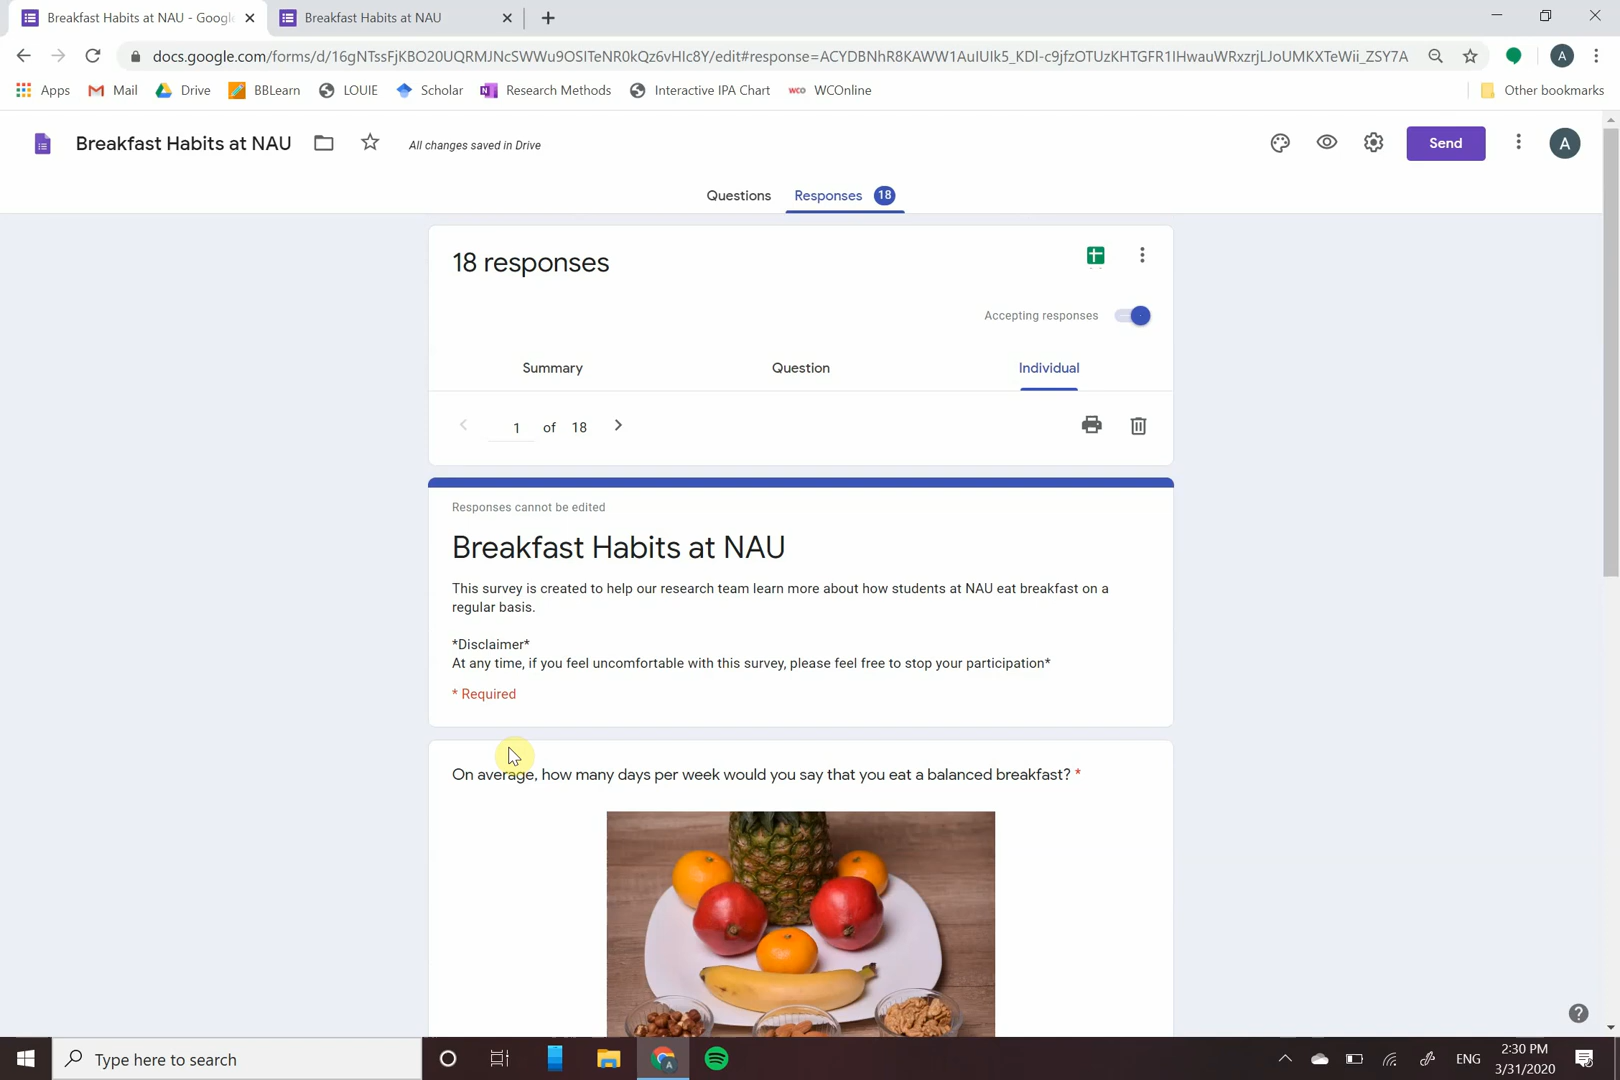 Breakfast Habits at NAU - Googl
Breakfast Habits at NAU
docs.google.com/forms/d/16gNTssFjKBO20UQRMJNcSWWu9OSITeNR0kQz6vHIc8Y/edit#response=ACYDBNhR8KAWW1AuIUIk5_KDl-c9jfzOTUzKHTGFR1IHwauWRxzrjLJoUMKXTeWii_ZSY7A
A
Apps
Mail
Drive
BBLearn
LOUIE
Scholar
Research Methods
Interactive IPA Chart
WCO WCOnline
Other bookmarks
Breakfast Habits at NAU
All changes saved in Drive
Send
A
Questions
Responses 18
18 responses
Accepting responses
Summary
Question
Individual
1 of 18
Responses cannot be edited
Breakfast Habits at NAU
This survey is created to help our research team learn more about how students at NAU eat breakfast on a
regular basis.
*Disclaimer*
At any time, if you feel uncomfortable with this survey, please feel free to stop your participation*
* Required
On average, how many days per week would you say that you eat a balanced breakfast? *
Type here to search
ENG
2:30 PM
3/31/2020